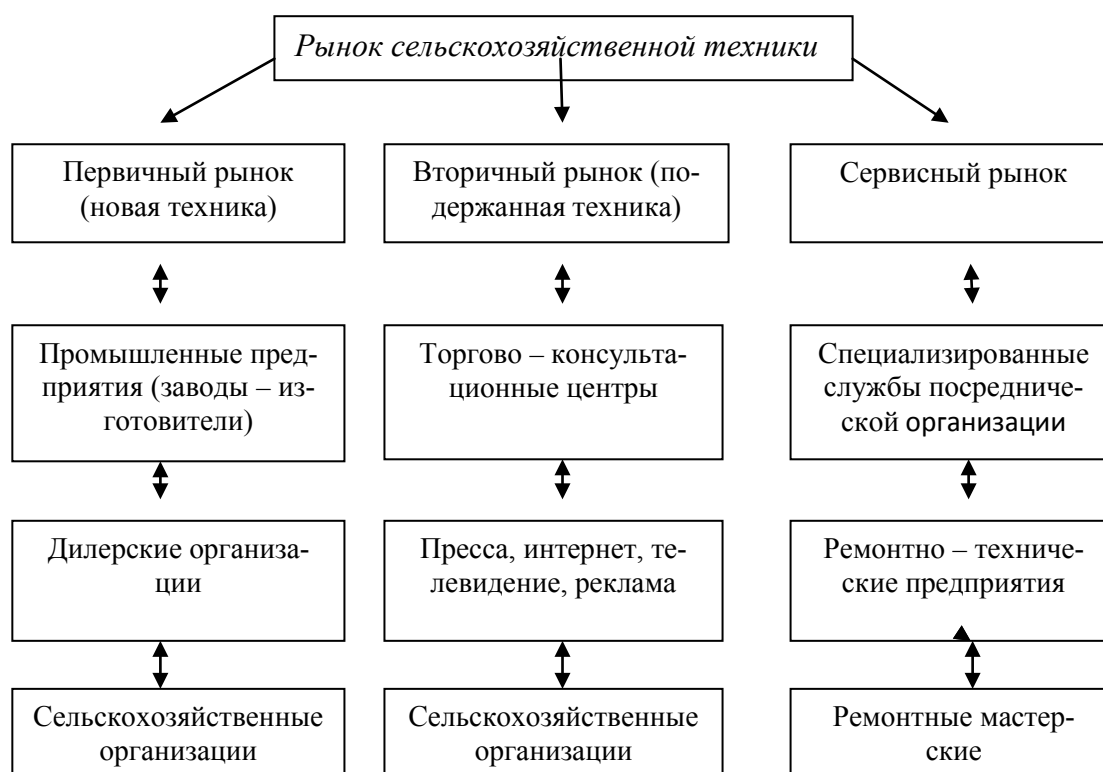 Рынок сельскохозяйственной техники
Первичный рынок
(новая техника)
Вторичный рынок (по-
держанная техника)
Сервисный рынок
Промышленные пред-
приятия (заводы – из-
готовители)
Торгово – консульта-
ционные центры
Специализированные
службы посредниче-
ской организации
Дилерские организа-
ции
Пресса, интернет, те-
левидение, реклама
Ремонтно – техниче-
ские предприятия
Сельскохозяйственные
организации
Сельскохозяйственные
организации
Ремонтные мастер-
ские